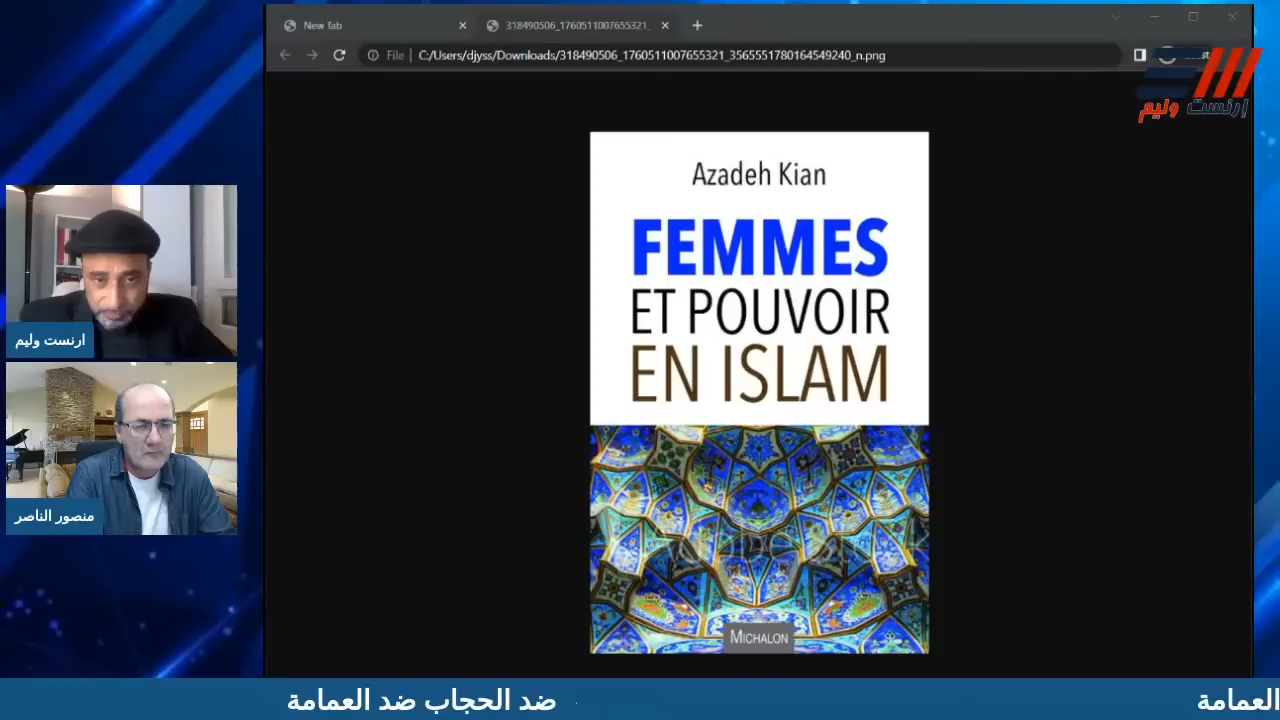 New Tab
318490506_1760511007655321_
File
C:/Users/djyss/Downloads/318490506_1760511007655321_3565551780164549240_n.png
إرنست وليم
Azadeh Kian
FEMMES
ET POUVOIR
EN ISLAM
MICHALON
ارنست وليم
منصور الناصر
ضد الحجاب ضد العمامة
العمامة